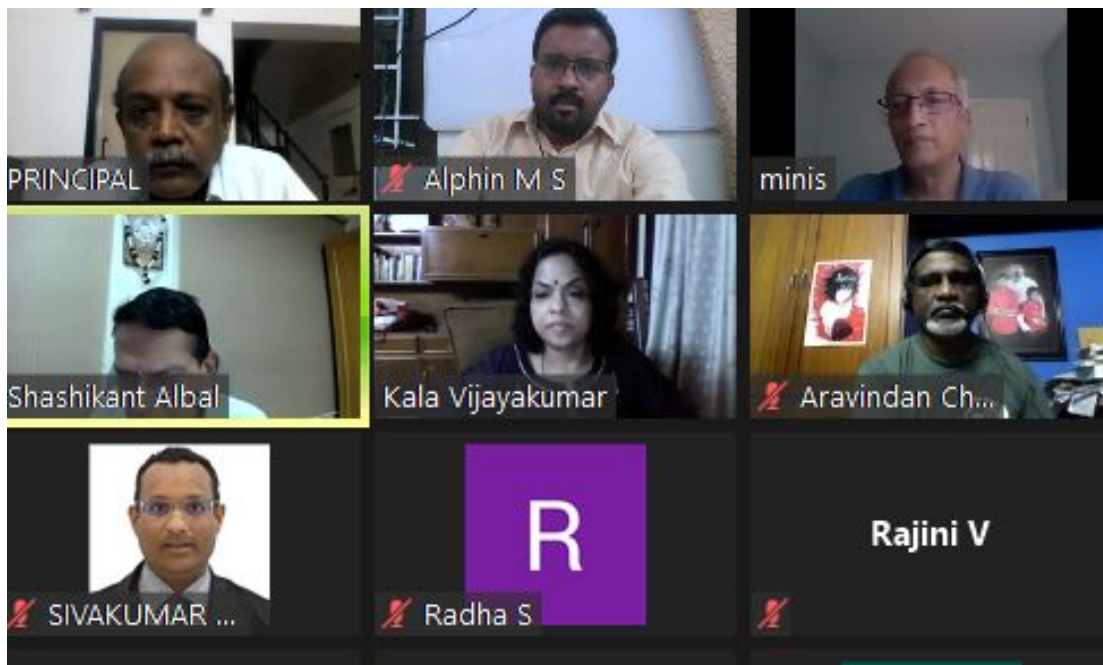 PRINCIPAL
Alphin M S
minis
Shashikant Albal
Kala Vijayakumar
Aravindan Ch...
SIVAKUMAR ...
R
Radha S
Rajini V